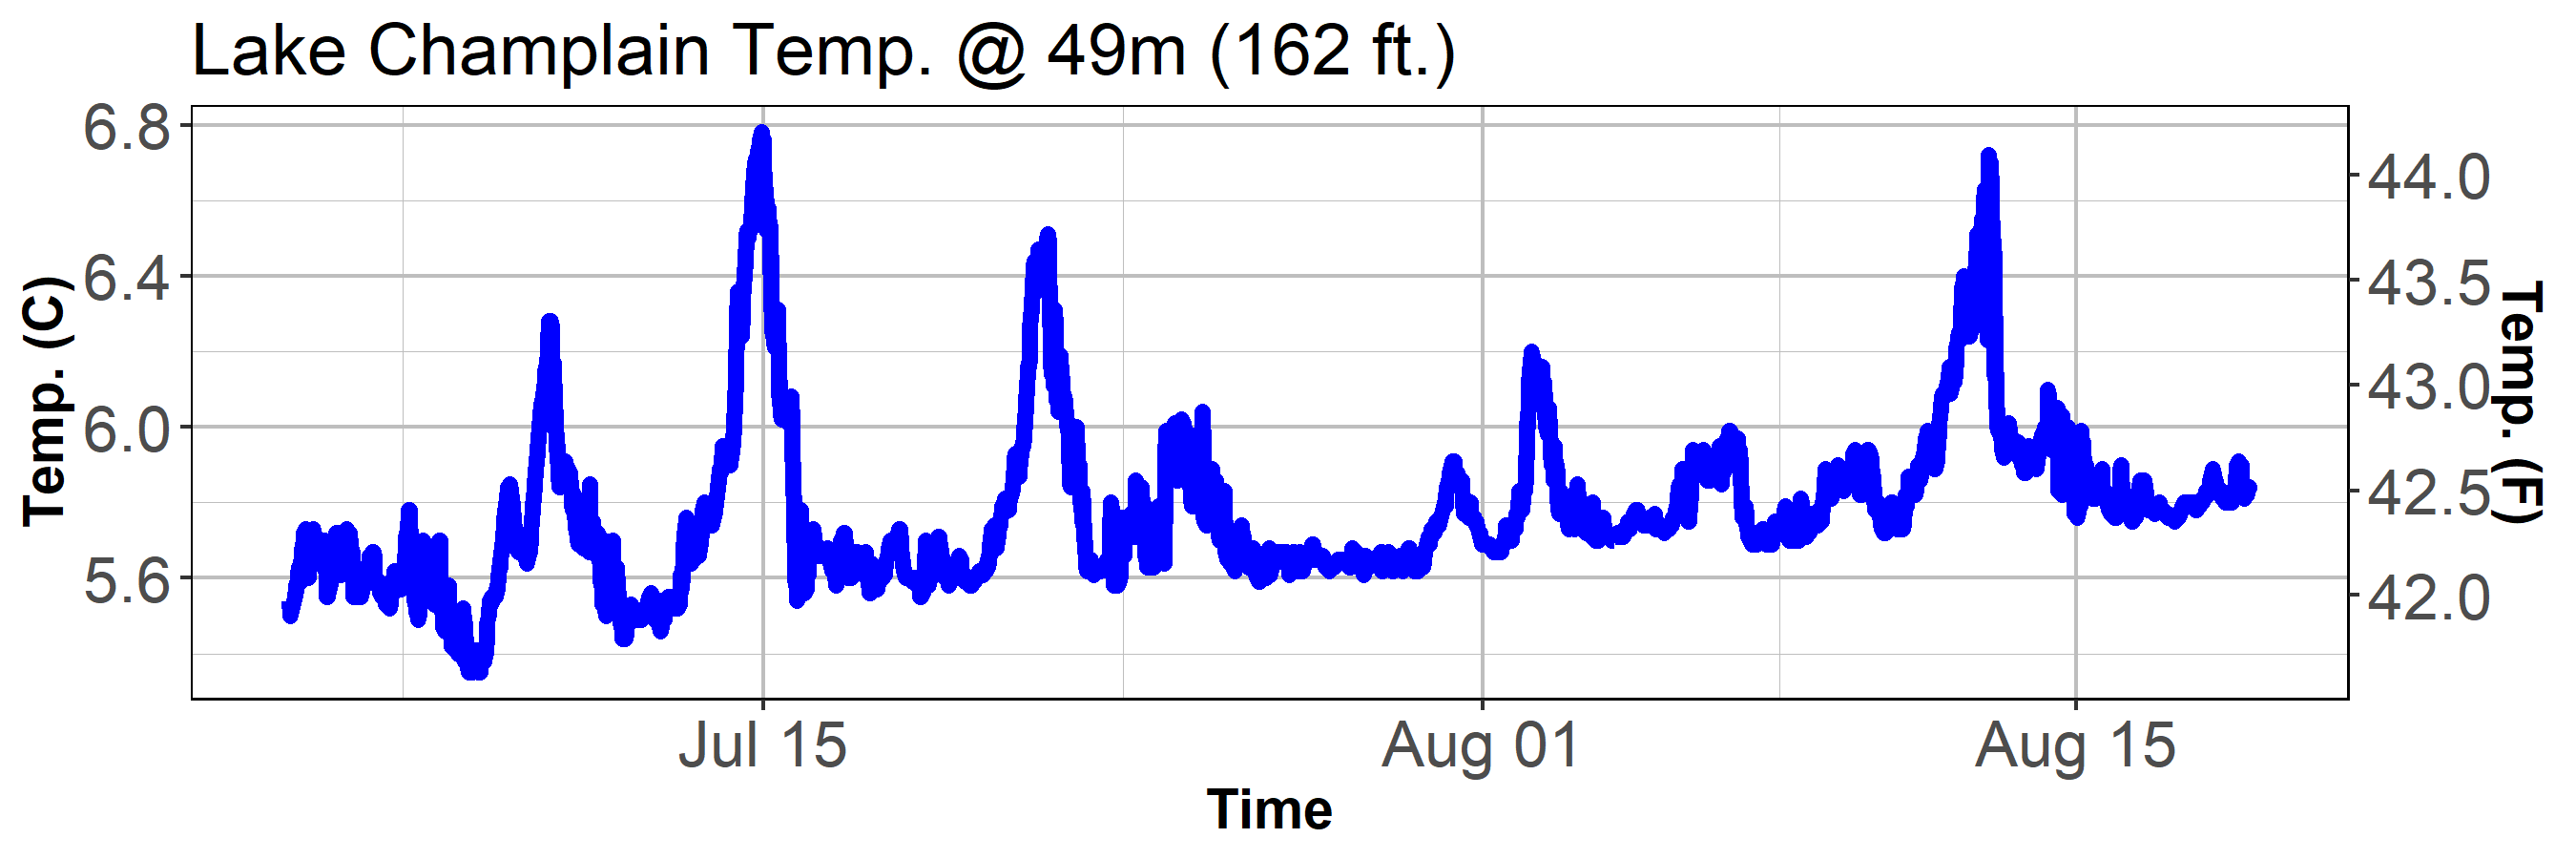 Lake Champlain Temp. @ 49m (162 ft.)
6.8
6.4
6.0
5.6
Temp. (C)
44.0
43.5
43.0
42.5
42.0
Temp. (F)
Jul 15
Aug 01
Aug 15
Time